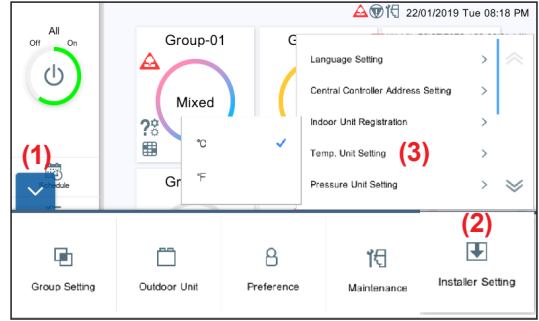 22/01/2019 Tue 08:18 PM
All
Off On
Group-01
G
Mixed
Language Setting
Central Controller Address Setting
Indoor Unit Registration
Temp. Unit Setting (3)
Pressure Unit Setting
°C
°F
(1)
Schedule
Gr
(2)
Group Setting
Outdoor Unit
Preference
Maintenance
Installer Setting